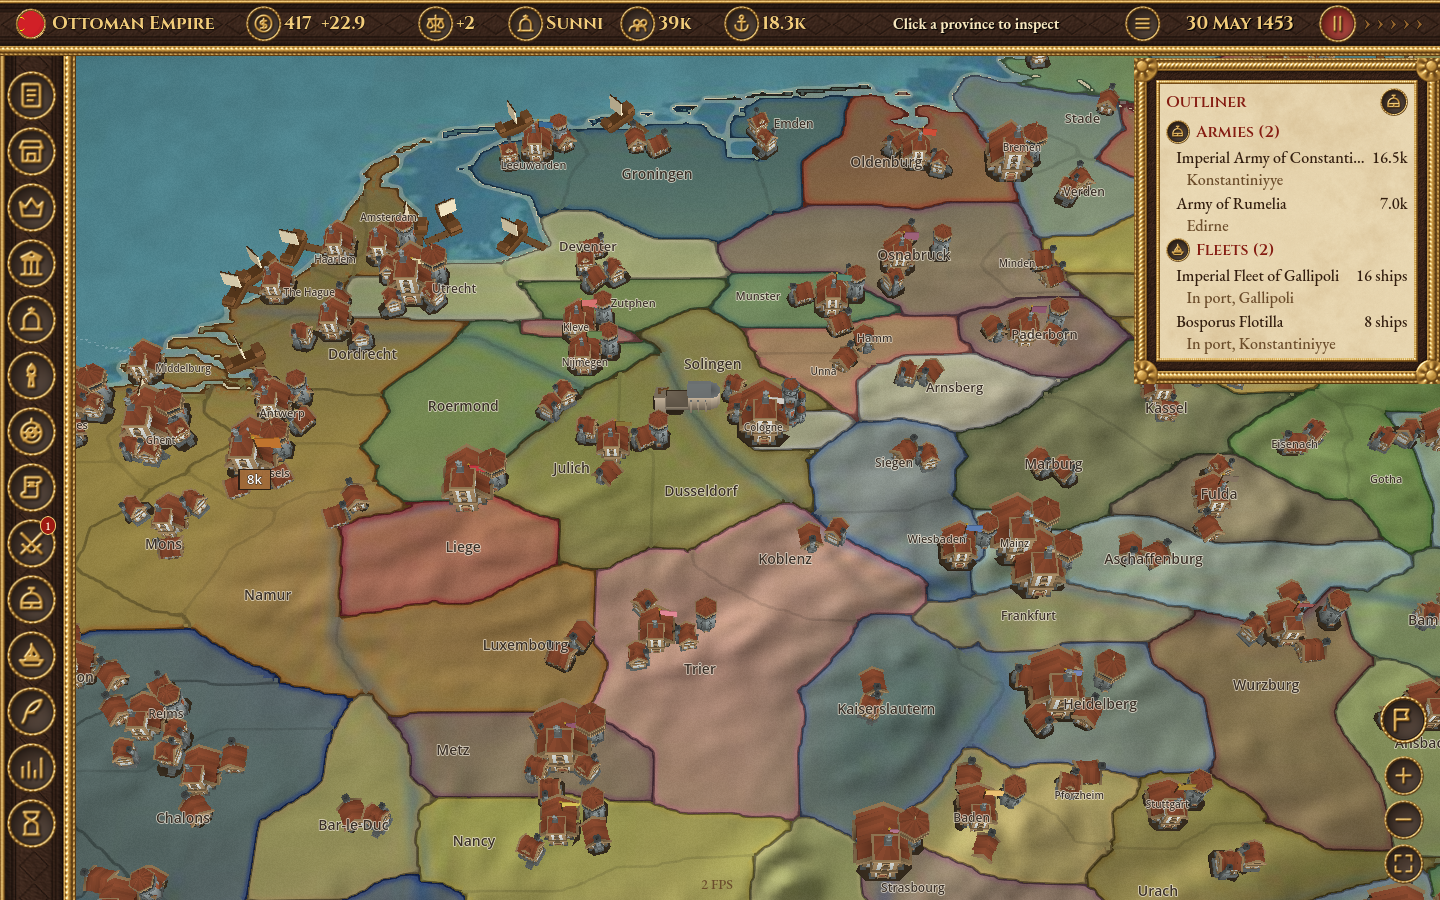 OTTOMAN EMPIRE 417 +22.9 +2 SUNNI 39K 18.3K Click a province to inspect 30 MAY 1453
OUTLINER
ARMIES (2)
Imperial Army of Constanti... 16.5k
Konstantiniyye
Army of Rumelia 7.0k
Edirne
FLEETS (2)
Imperial Fleet of Gallipoli 16 ships
In port, Gallipoli
Bosporus Flotilla 8 ships
In port, Konstantiniyye
1
Stade
Emden
Bremen
Leeuwarden
Oldenburg
Groningen
Verden
Amsterdam
Deventer
Osnabruck
Haarlem
Minden
The Hague
Utrecht
Munster
Zutphen
Kleve
Paderborn
Hamm
Dordrecht
Nijmegen
Solingen
Middelburg
Unna
Arnsberg
Roermond
Kassel
Antwerp
Cologne
Ghent
Eisenach
Siegen
Marburg
Julich
sels
8k
Gotha
Dusseldorf
Fulda
Mons
Liege
Wiesbaden
Mainz
Koblenz
Aschaffenburg
Namur
Frankfurt
Bam
Luxembourg
Trier
on
Wurzburg
Heidelberg
Kaiserslautern
Reims
Ansbac
Metz
Pforzheim
Stuttgart
Chalons
Baden
Bar-le-Duc
Nancy
2 FPS
Strasbourg
Urach